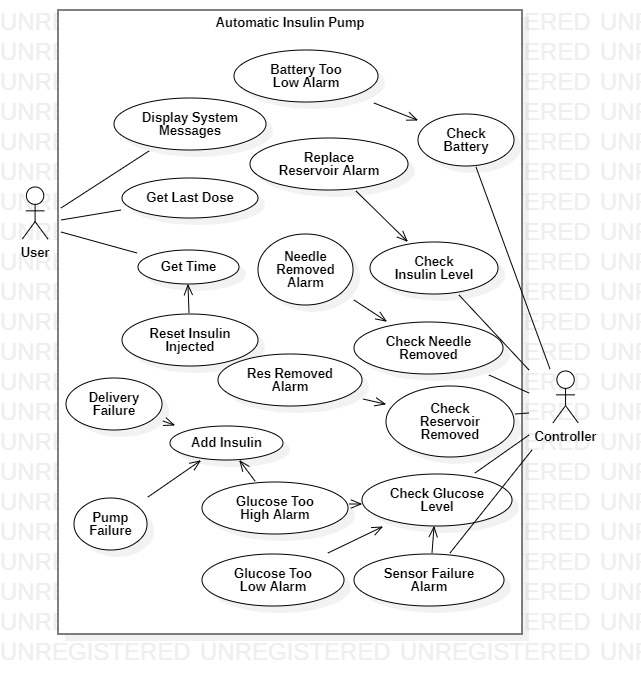 Automatic Insulin Pump
Battery Too
Low Alarm
Display System
Messages
Check
Battery
Replace
Reservoir Alarm
Get Last Dose
User
Needle
Removed
Alarm
Get Time
Check
Insulin Level
Reset Insulin
Injected
Check Needle
Removed
Res Removed
Alarm
Delivery
Failure
Check
Reservoir
Removed
Controller
Add Insulin
Check Glucose
Level
Glucose Too
High Alarm
Pump
Failure
Glucose Too
Low Alarm
Sensor Failure
Alarm
UNREGISTERED UNREGISTERED UNREGISTERED UNR